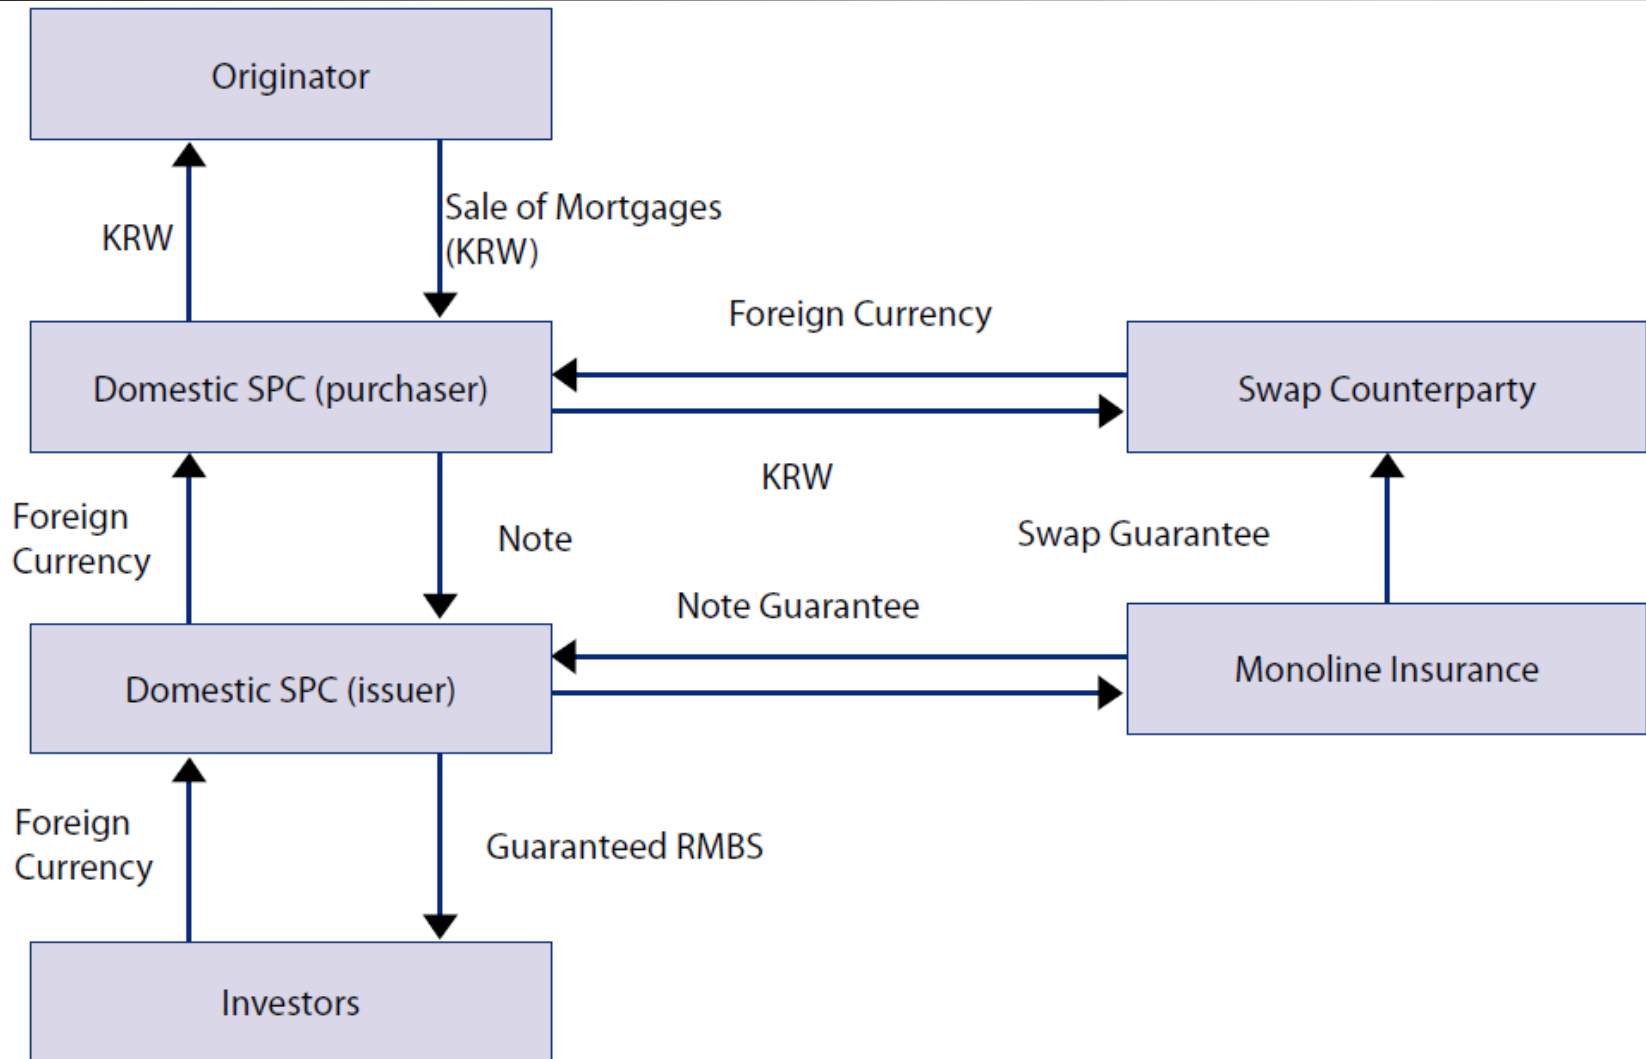 Originator
KRW
Sale of Mortgages
(KRW)
Foreign Currency
Domestic SPC (purchaser)
Swap Counterparty
KRW
Foreign
Currency
Note
Swap Guarantee
Note Guarantee
Domestic SPC (issuer)
Monoline Insurance
Foreign
Currency
Guaranteed RMBS
Investors